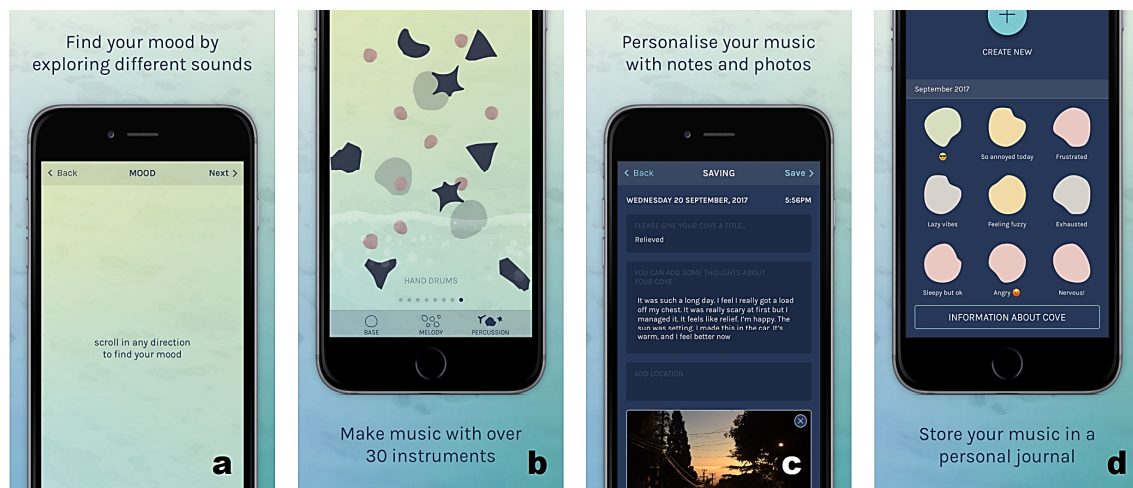 Find your mood by
exploring different sounds
< Back MOOD Next >
scroll in any direction
to find your mood
a
HAND DRUMS
BASE MELODY PERCUSSION
Make music with over
30 instruments
b
Personalise your music
with notes and photos
< Back SAVING Save >
WEDNESDAY 20 SEPTEMBER, 2017 5:56PM
PLEASE GIVE YOUR COVE A TITLE...
Relieved
YOU CAN ADD SOME THOUGHTS ABOUT
YOUR COVE
It was such a long day. I feel I really got a load
off my chest. It was really scary at first but I
managed it. It feels like relief. I'm happy. The
sun was setting. I made this in the car. It's
warm, and I feel better now
ADD LOCATION
c
CREATE NEW
September 2017
😎 So annoyed today Frustrated
Lazy vibes Feeling fuzzy Exhausted
Sleepy but ok Angry 😡 Nervous!
INFORMATION ABOUT COVE
Store your music in a
personal journal
d